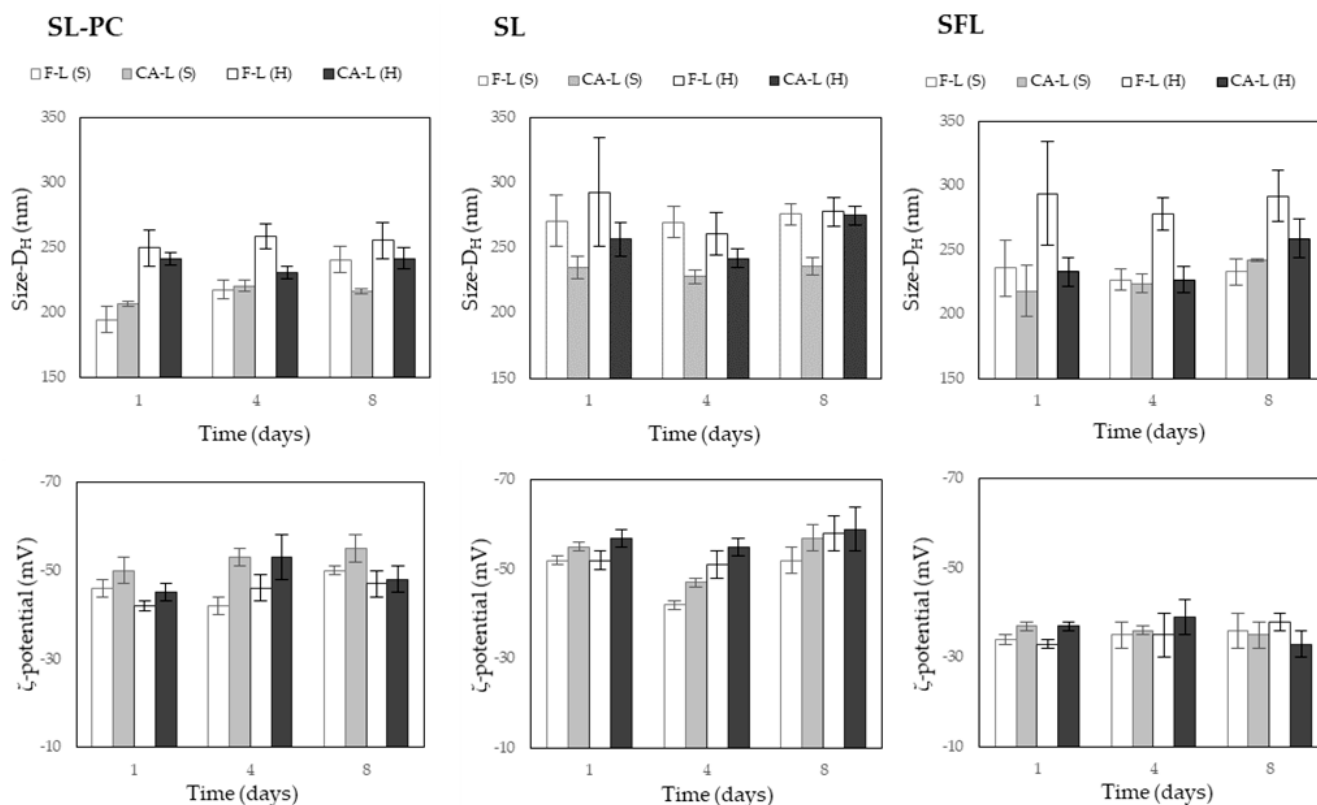 SL-PC
SL
SFL
F-L (S) CA-L (S) F-L (H) CA-L (H)
F-L (S) CA-L (S) F-L (H) CA-L (H)
F-L (S) CA-L (S) F-L (H) CA-L (H)
Size-DH (nm)
350
300
250
200
150
1 4 8
Time (days)
Size-DH (nm)
350
300
250
200
150
1 4 8
Time (days)
Size-DH (nm)
350
300
250
200
150
1 4 8
Time (days)
ζ-potential (mV)
-70
-50
-30
-10
1 4 8
Time (days)
ζ-potential (mV)
-70
-50
-30
-10
1 4 8
Time (days)
ζ-potential (mV)
-70
-50
-30
-10
1 4 8
Time (days)